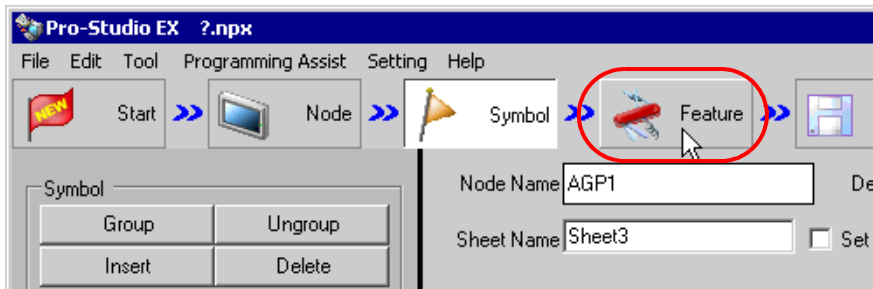 Pro-Studio EX ?.npx
File Edit Tool Programming Assist Setting Help
NEW Start Node Symbol Feature
Symbol
Group Ungroup
Insert Delete
Node Name AGP1 De
Sheet Name Sheet3 Set